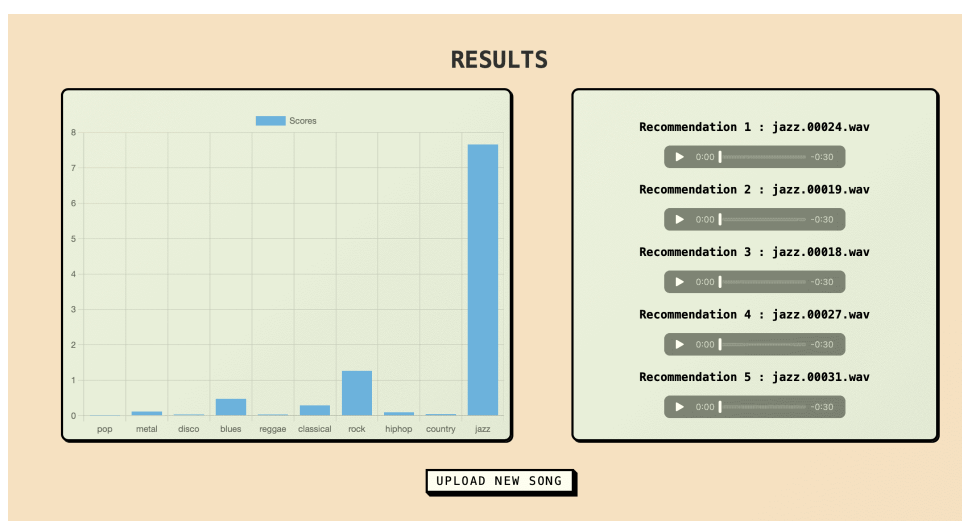 RESULTS
Scores
8
7
6
5
4
3
2
1
0
pop metal disco blues reggae classical rock hiphop country jazz
Recommendation 1 : jazz.00024.wav
0:00 -0:30
Recommendation 2 : jazz.00019.wav
0:00 -0:30
Recommendation 3 : jazz.00018.wav
0:00 -0:30
Recommendation 4 : jazz.00027.wav
0:00 -0:30
Recommendation 5 : jazz.00031.wav
0:00 -0:30
UPLOAD NEW SONG